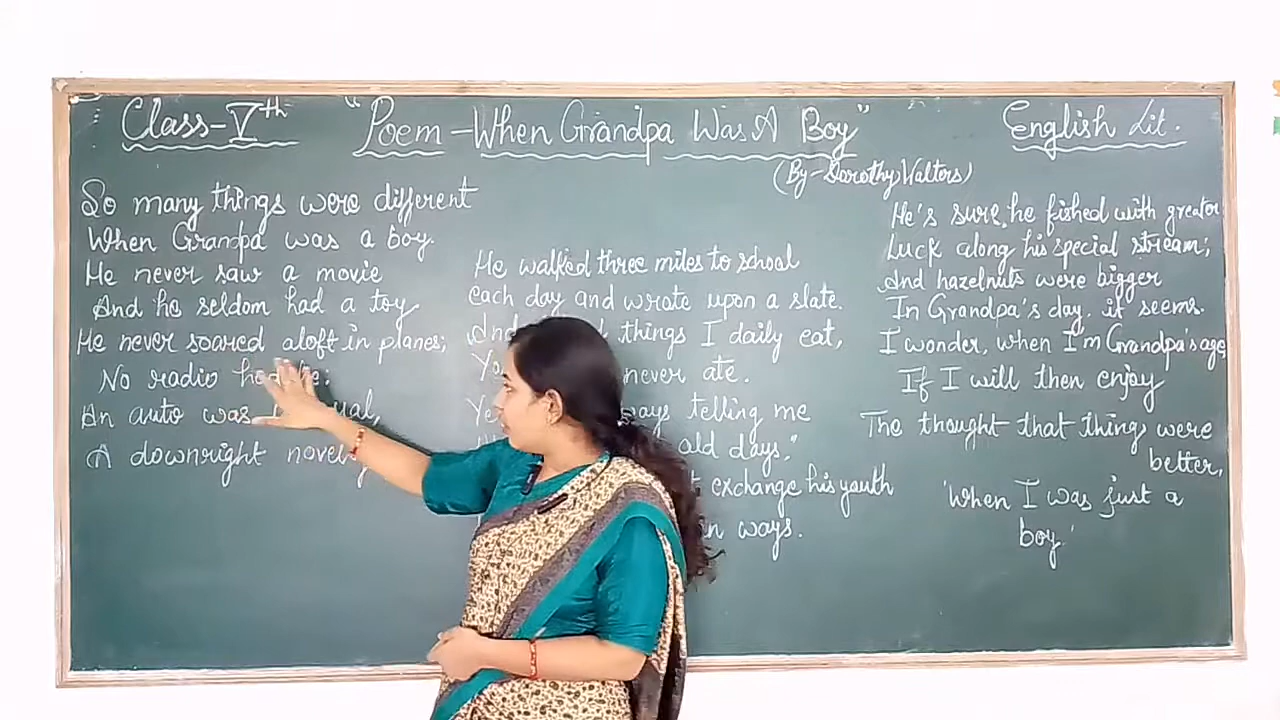 Class-Vth "Poem-When Grandpa Was A Boy" English Lit.
(By-Dorothy Walters)
So many things were different
When Grandpa was a boy.
He never saw a movie
And he seldom had a toy
He never soared aloft in planes;
No radio
An auto was
A downright
He walked three miles to school
each day and wrote upon a slate.
things I daily eat,
never ate.
telling me
old days."
exchange his youth
ways.
He's sure, he fished with greater
Luck along his special stream;
And hazelnuts were bigger
In Grandpa's day, it seems.
I wonder, when I'm Grandpa's age,
If I will then enjoy
The thought that things were
better,
'When I was just a
boy.'